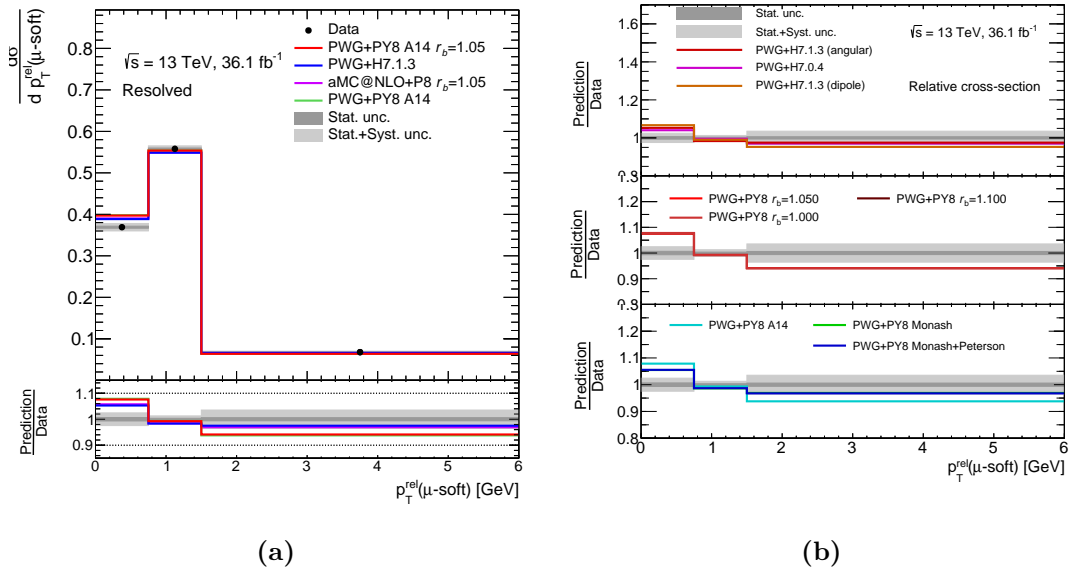 dσ
d p_T^rel(μ-soft)
√s = 13 TeV, 36.1 fb⁻¹
Resolved
Data
PWG+PY8 A14 r_b=1.05
PWG+H7.1.3
aMC@NLO+P8 r_b=1.05
PWG+PY8 A14
Stat. unc.
Stat.+Syst. unc.
0.8
0.7
0.6
0.5
0.4
0.3
0.2
0.1
Prediction
Data
1.1
1
0.9
0 1 2 3 4 5 6
p_T^rel(μ-soft) [GeV]
(a)
Stat. unc.
Stat.+Syst. unc.
PWG+H7.1.3 (angular)
PWG+H7.0.4
PWG+H7.1.3 (dipole)
√s = 13 TeV, 36.1 fb⁻¹
Relative cross-section
Prediction
Data
1.6
1.4
1.2
1
PWG+PY8 r_b=1.050
PWG+PY8 r_b=1.100
PWG+PY8 r_b=1.000
Prediction
Data
1.3
1.2
1.1
1
0.9
PWG+PY8 A14
PWG+PY8 Monash
PWG+PY8 Monash+Peterson
Prediction
Data
1.2
1.1
1
0.9
0.8
0 1 2 3 4 5 6
p_T^rel(μ-soft) [GeV]
(b)